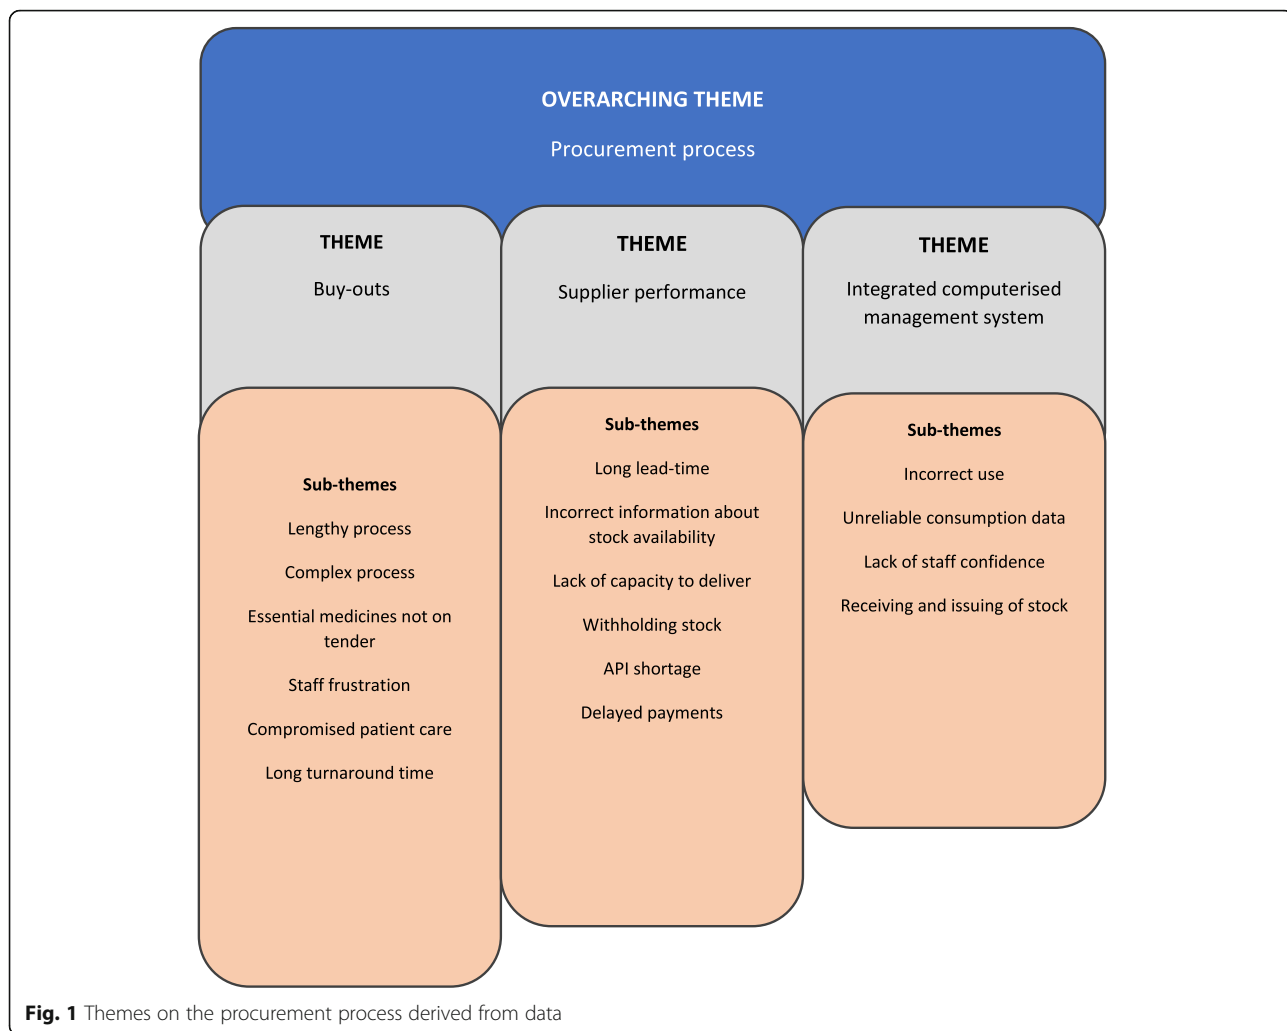 OVERARCHING THEME
Procurement process
THEME
Buy-outs
Sub-themes
Lengthy process
Complex process
Essential medicines not on
tender
Staff frustration
Compromised patient care
Long turnaround time
THEME
Supplier performance
Sub-themes
Long lead-time
Incorrect information about
stock availability
Lack of capacity to deliver
Withholding stock
API shortage
Delayed payments
THEME
Integrated computerised
management system
Sub-themes
Incorrect use
Unreliable consumption data
Lack of staff confidence
Receiving and issuing of stock
Fig. 1 Themes on the procurement process derived from data